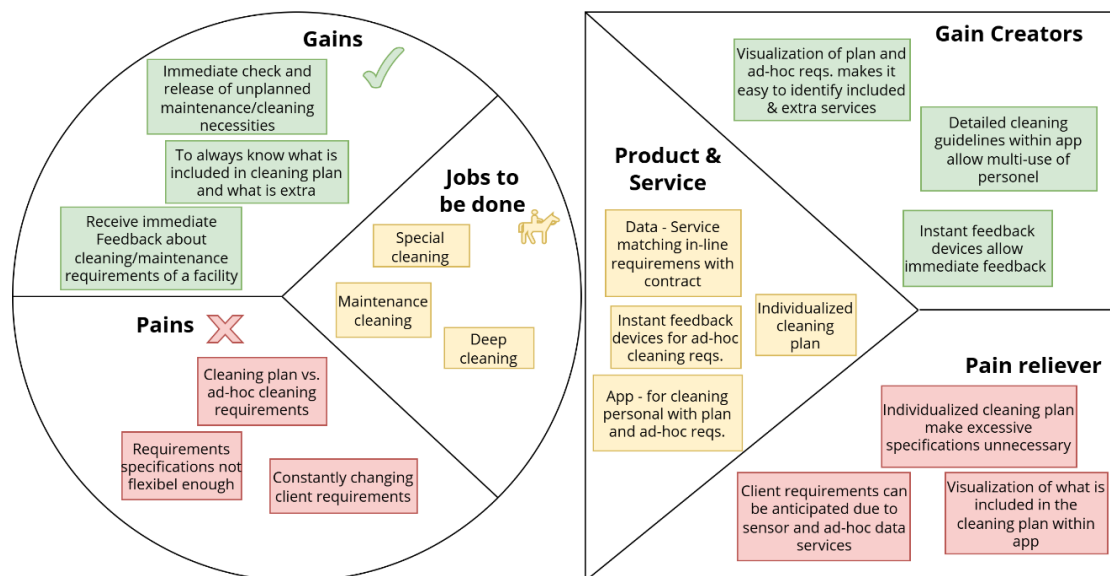 Gains
Immediate check and
release of unplanned
maintenance/cleaning
necessities
To always know what is
included in cleaning plan
and what is extra
Receive immediate
Feedback about
cleaning/maintenance
requirements of a facility
Jobs to
be done
Special
cleaning
Maintenance
cleaning
Deep
cleaning
Pains
Cleaning plan vs.
ad-hoc cleaning
requirements
Requirements
specifications not
flexibel enough
Constantly changing
client requirements
Product &
Service
Data - Service
matching in-line
requiremens with
contract
Instant feedback
devices for ad-hoc
cleaning reqs.
Individualized
cleaning
plan
App - for cleaning
personal with plan
and ad-hoc reqs.
Gain Creators
Visualization of plan and
ad-hoc reqs. makes it
easy to identify included
& extra services
Detailed cleaning
guidelines within app
allow multi-use of
personel
Instant feedback
devices allow
immediate feedback
Pain reliever
Individualized cleaning plan
make excessive
specifications unnecessary
Client requirements can
be anticipated due to
sensor and ad-hoc data
services
Visualization of what is
included in the
cleaning plan within
app